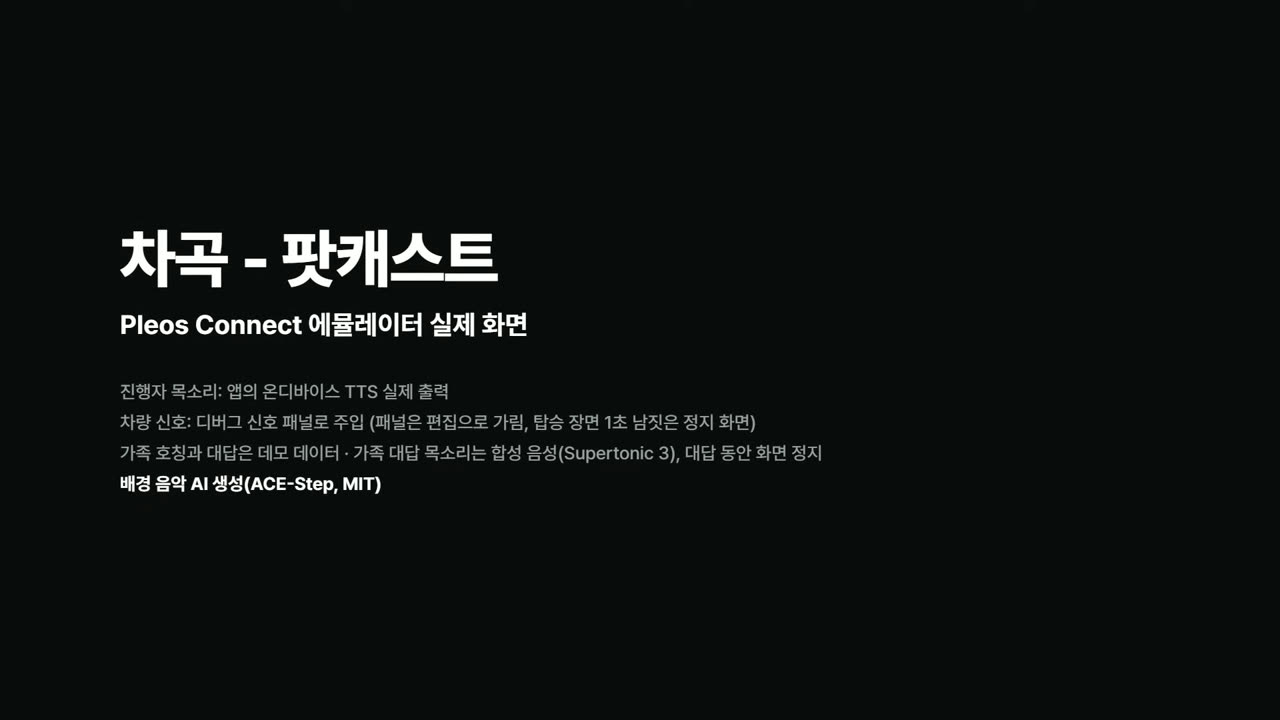 차곡 - 팟캐스트
Pleos Connect 에뮬레이터 실제 화면
진행자 목소리: 앱의 온디바이스 TTS 실제 출력
차량 신호: 디버그 신호 패널로 주입 (패널은 편집으로 가림, 탑승 장면 1초 남짓은 정지 화면)
가족 호칭과 대답은 데모 데이터 · 가족 대답 목소리는 합성 음성(Supertonic 3), 대답 동안 화면 정지
배경 음악 AI 생성(ACE-Step, MIT)